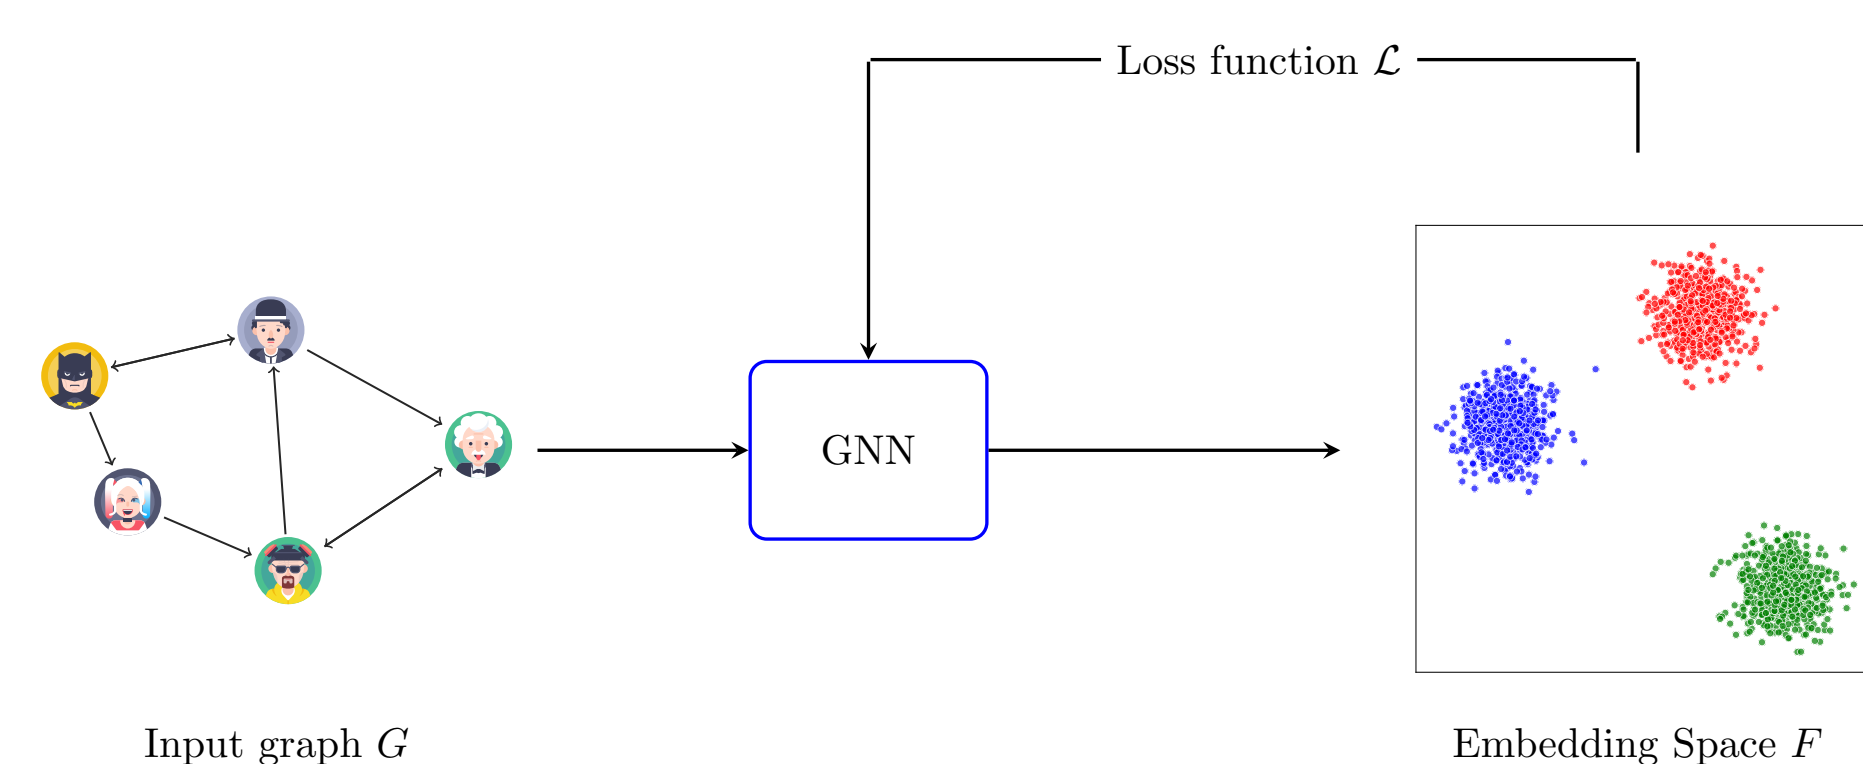 Loss function ℒ
GNN
Input graph G
Embedding Space F